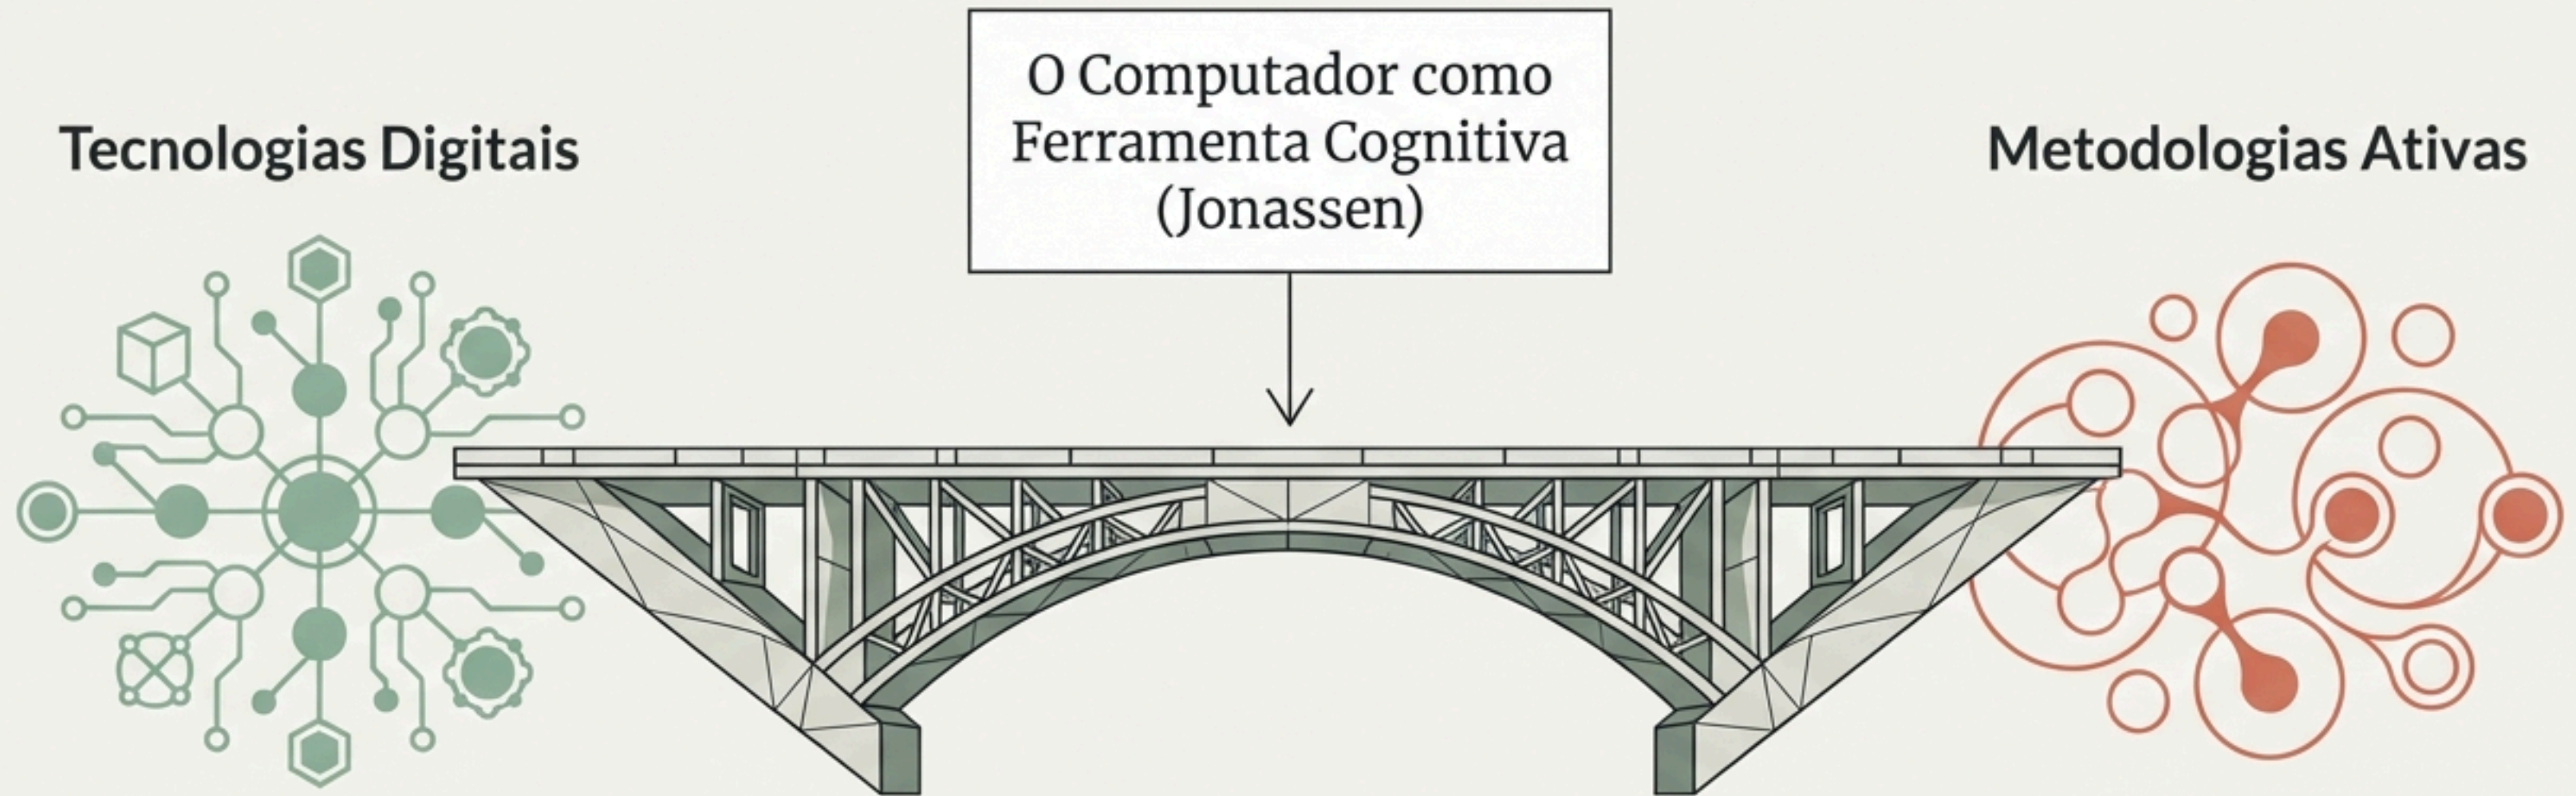 Tecnologias Digitais
O Computador como
Ferramenta Cognitiva
(Jonassen)
Metodologias Ativas